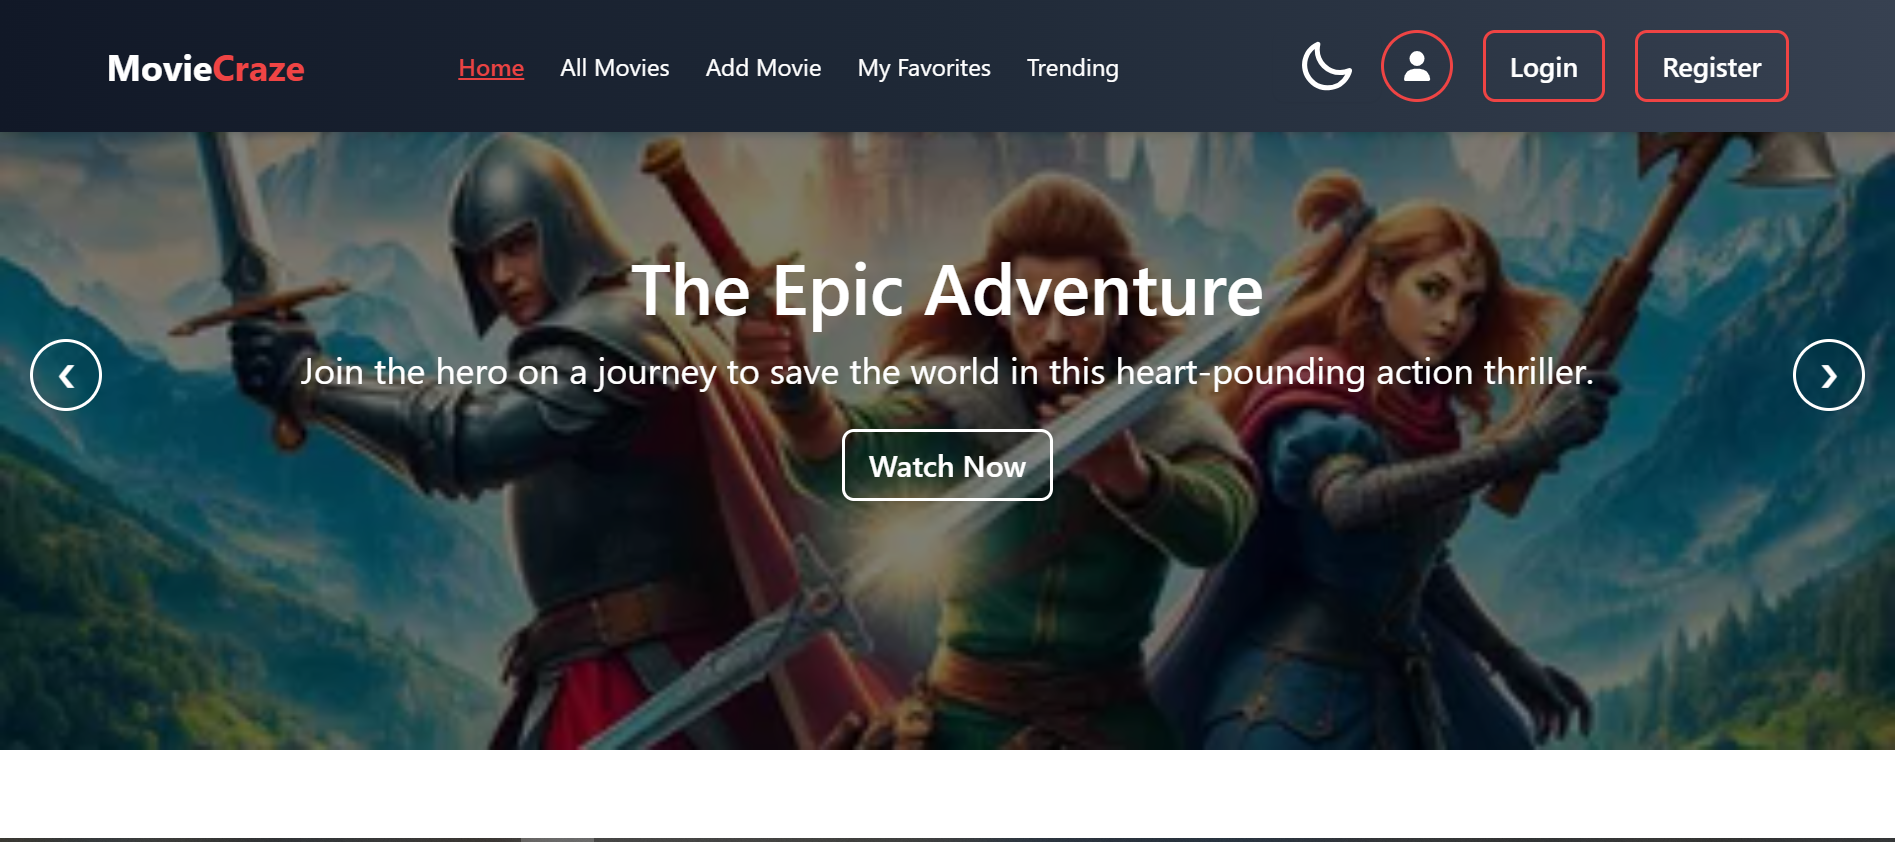 MovieCraze
Home All Movies Add Movie My Favorites Trending
Login Register
The Epic Adventure
Join the hero on a journey to save the world in this heart-pounding action thriller.
❮ ❯
Watch Now